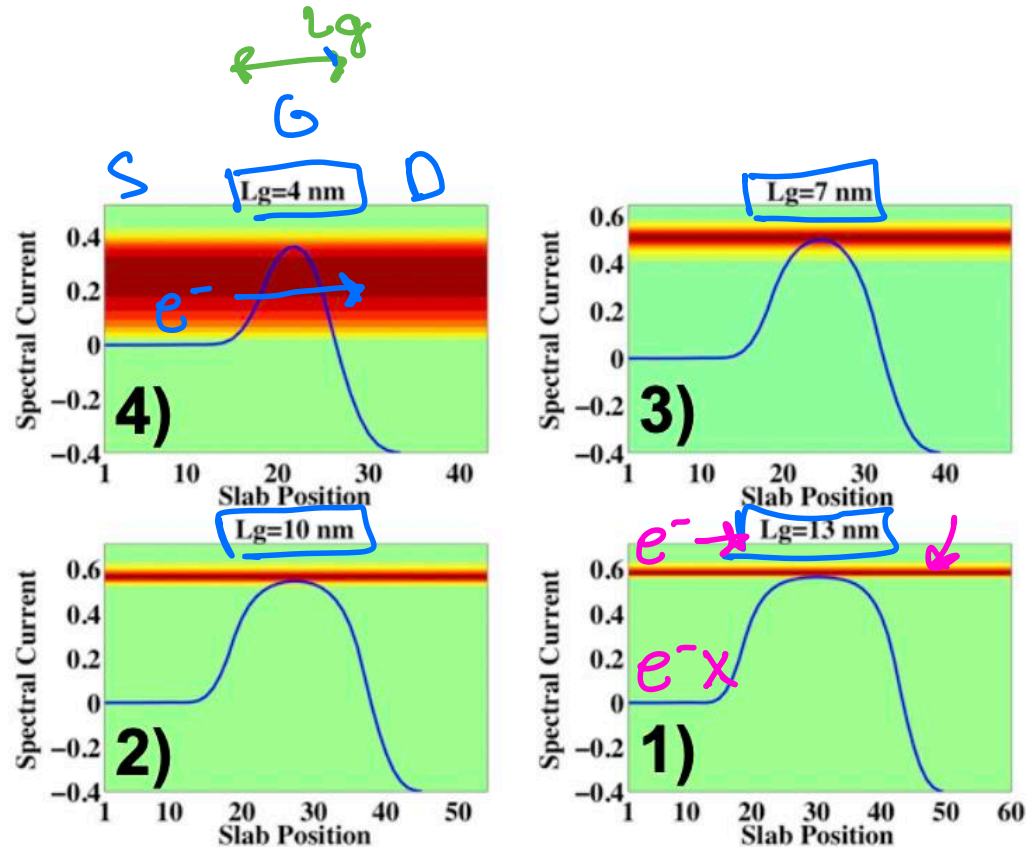 Lg
G
S D
Lg=4 nm
Spectral Current
0.4
0.2
0
−0.2
−0.4
e⁻
4)
1 10 20 30 40
Slab Position
Lg=7 nm
Spectral Current
0.6
0.4
0.2
0
−0.2
−0.4
3)
1 10 20 30 40
Slab Position
Lg=10 nm
Spectral Current
0.6
0.4
0.2
0
−0.2
−0.4
2)
1 10 20 30 40 50
Slab Position
Lg=13 nm
Spectral Current
e⁻
0.6
0.4
0.2
0
−0.2
−0.4
e⁻x
1)
1 10 20 30 40 50 60
Slab Position